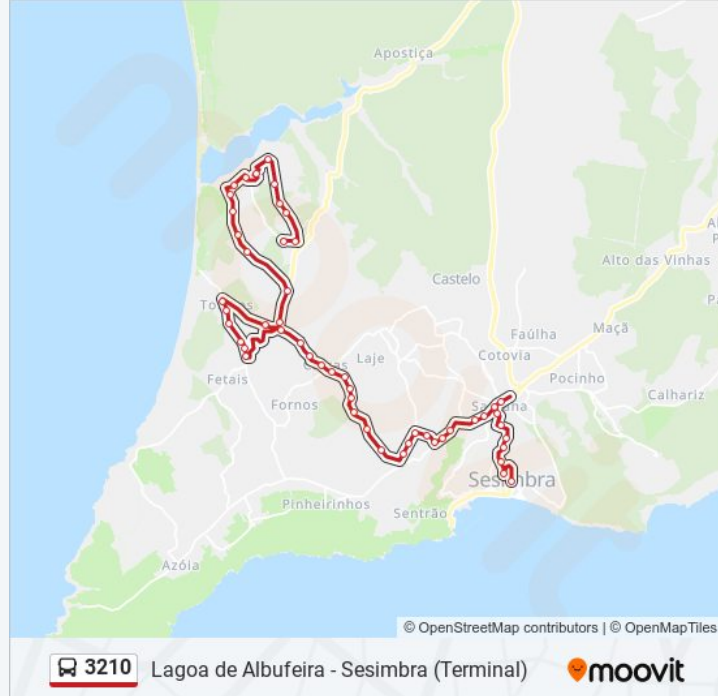 Apostiça
Alto das Vinhas
Castelo
Faúlha
Maçã
Cotovia
Laje
Pocinho
Fetais
Calhariz
Fornos
Sesimbra
Pinheirinhos
Sentrão
Azóia
© OpenStreetMap contributors | © OpenMapTiles
3210 Lagoa de Albufeira - Sesimbra (Terminal) moovit